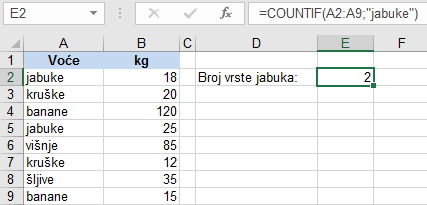 E2 fx =COUNTIF(A2:A9;"jabuke")
A B C D E F
1 Voće kg
2 jabuke 18 Broj vrste jabuka: 2
3 kruške 20
4 banane 120
5 jabuke 25
6 višnje 85
7 kruške 12
8 šljive 35
9 banane 15